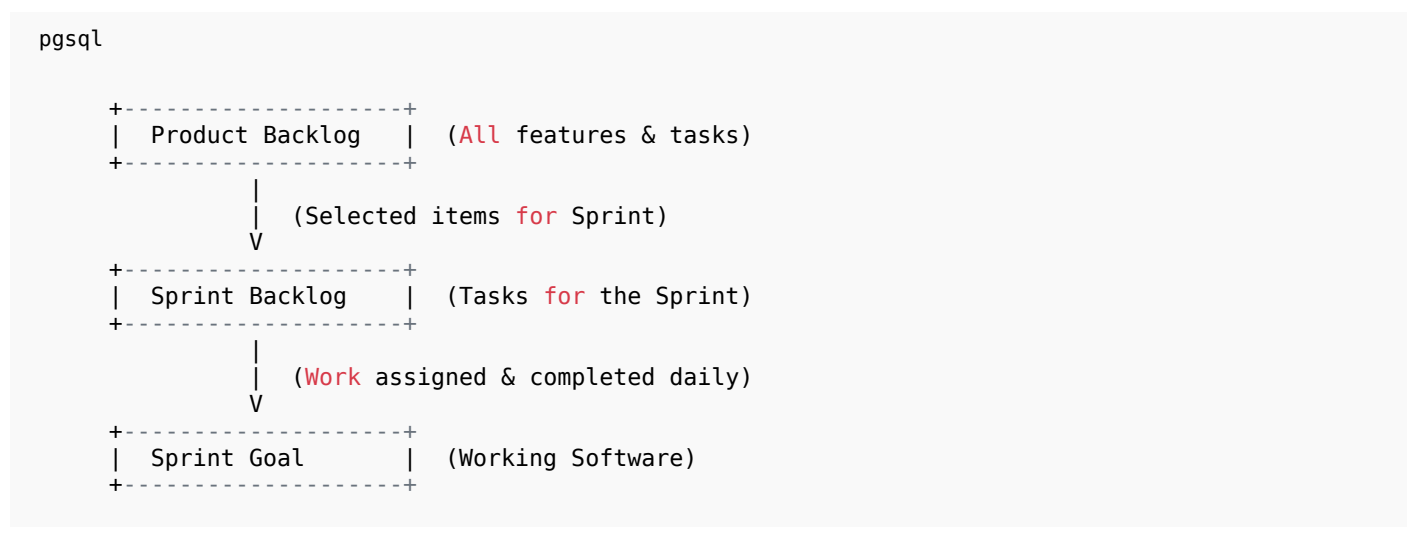 pgsql
+--------------------+
|  Product Backlog   |  (All features & tasks)
+--------------------+
          |
          |  (Selected items for Sprint)
          V
+--------------------+
|  Sprint Backlog    |  (Tasks for the Sprint)
+--------------------+
          |
          |  (Work assigned & completed daily)
          V
+--------------------+
|  Sprint Goal       |  (Working Software)
+--------------------+